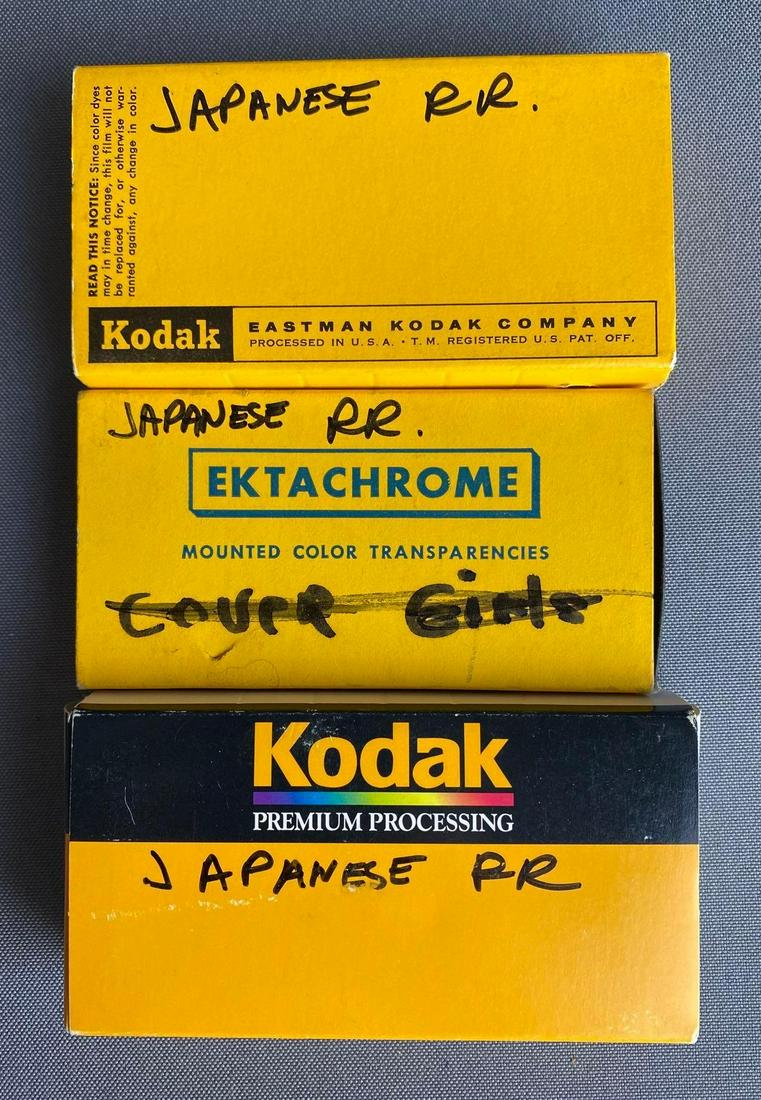 JAPANESE RR.
READ THIS NOTICE: Since color dyes
may in time change, this film will not
be replaced for, or otherwise war-
ranted against, any change in color.
Kodak
EASTMAN KODAK COMPANY
PROCESSED IN U.S.A. • T.M. REGISTERED U.S. PAT. OFF.
JAPANESE RR.
EKTACHROME
MOUNTED COLOR TRANSPARENCIES
COVER Girls
Kodak
PREMIUM PROCESSING
JAPANESE RR